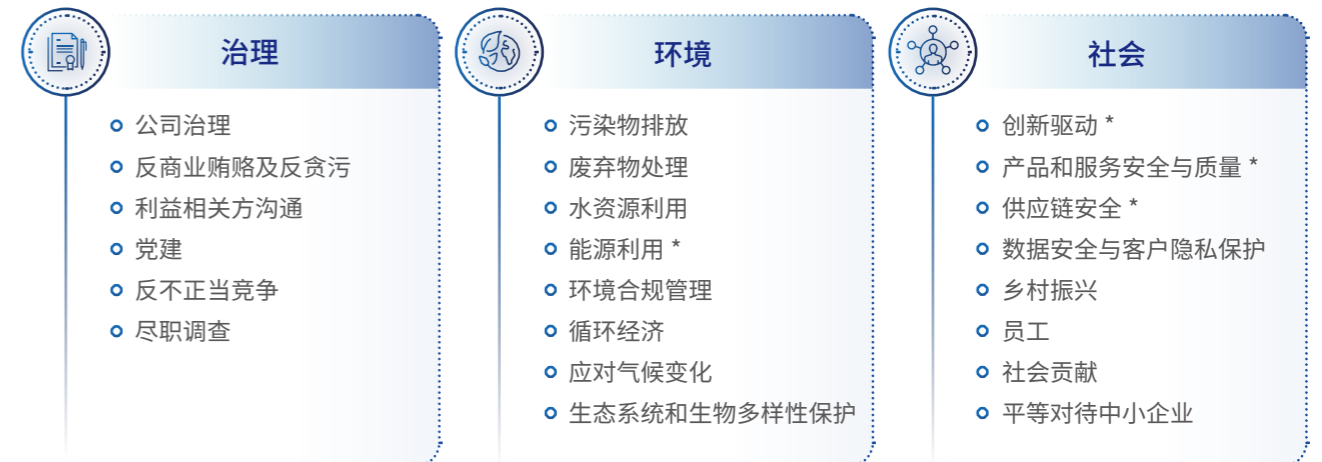 治理
公司治理
反商业贿赂及反贪污
利益相关方沟通
党建
反不正当竞争
尽职调查
环境
污染物排放
废弃物处理
水资源利用
能源利用 *
环境合规管理
循环经济
应对气候变化
生态系统和生物多样性保护
社会
创新驱动 *
产品和服务安全与质量 *
供应链安全 *
数据安全与客户隐私保护
乡村振兴
员工
社会贡献
平等对待中小企业